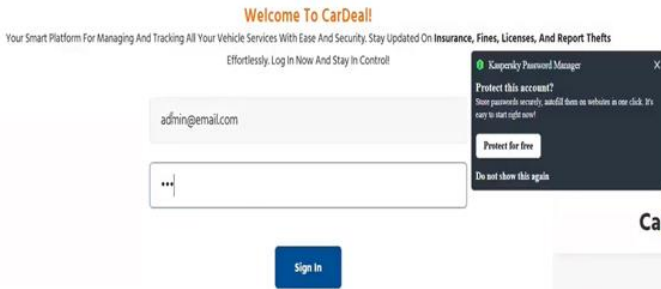 Welcome To CarDeal!
Your Smart Platform For Managing And Tracking All Your Vehicle Services With Ease And Security. Stay Updated On Insurance, Fines, Licenses, And Report Thefts
Effortlessly. Log In Now And Stay In Control!
admin@email.com
•••
Sign In
Kaspersky Password Manager
X
Protect this account?
Store passwords securely, autofill them on websites in one click. It's
easy to start right now!
Protect for free
Do not show this again
Ca